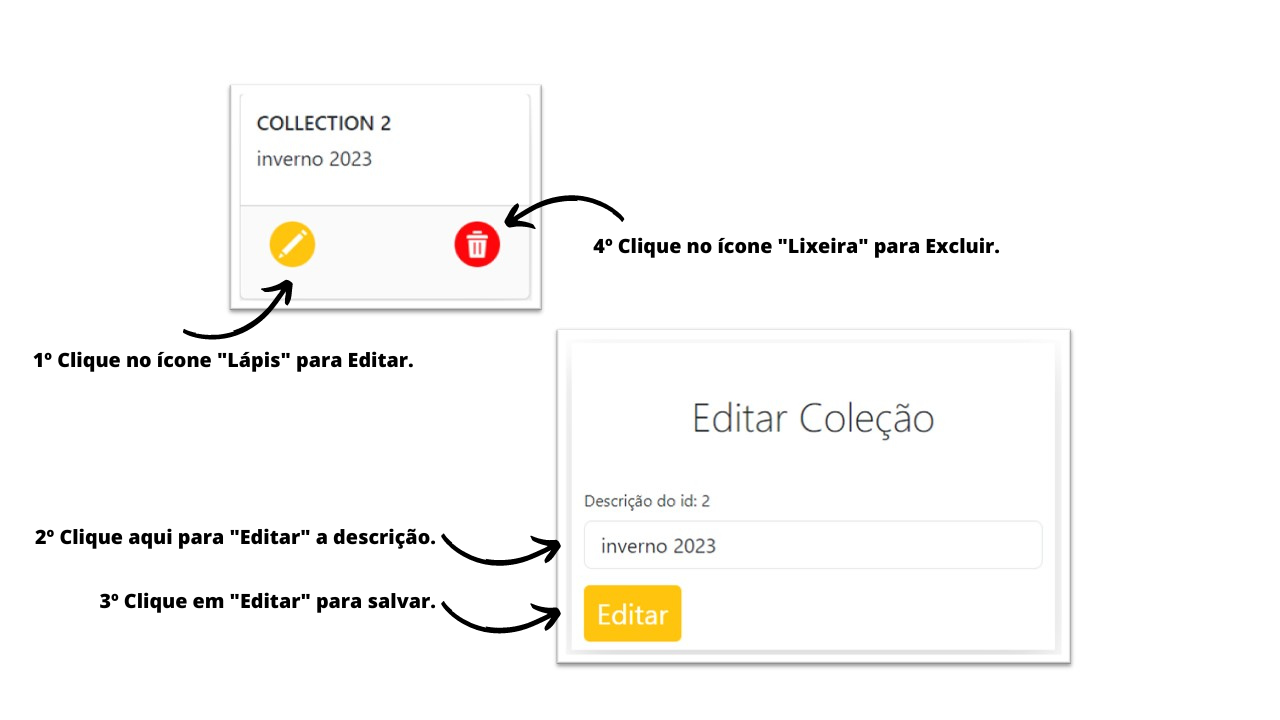 COLLECTION 2
inverno 2023
4º Clique no ícone "Lixeira" para Excluir.
1º Clique no ícone "Lápis" para Editar.
Editar Coleção
Descrição do id: 2
2º Clique aqui para "Editar" a descrição.
inverno 2023
3º Clique em "Editar" para salvar.
Editar